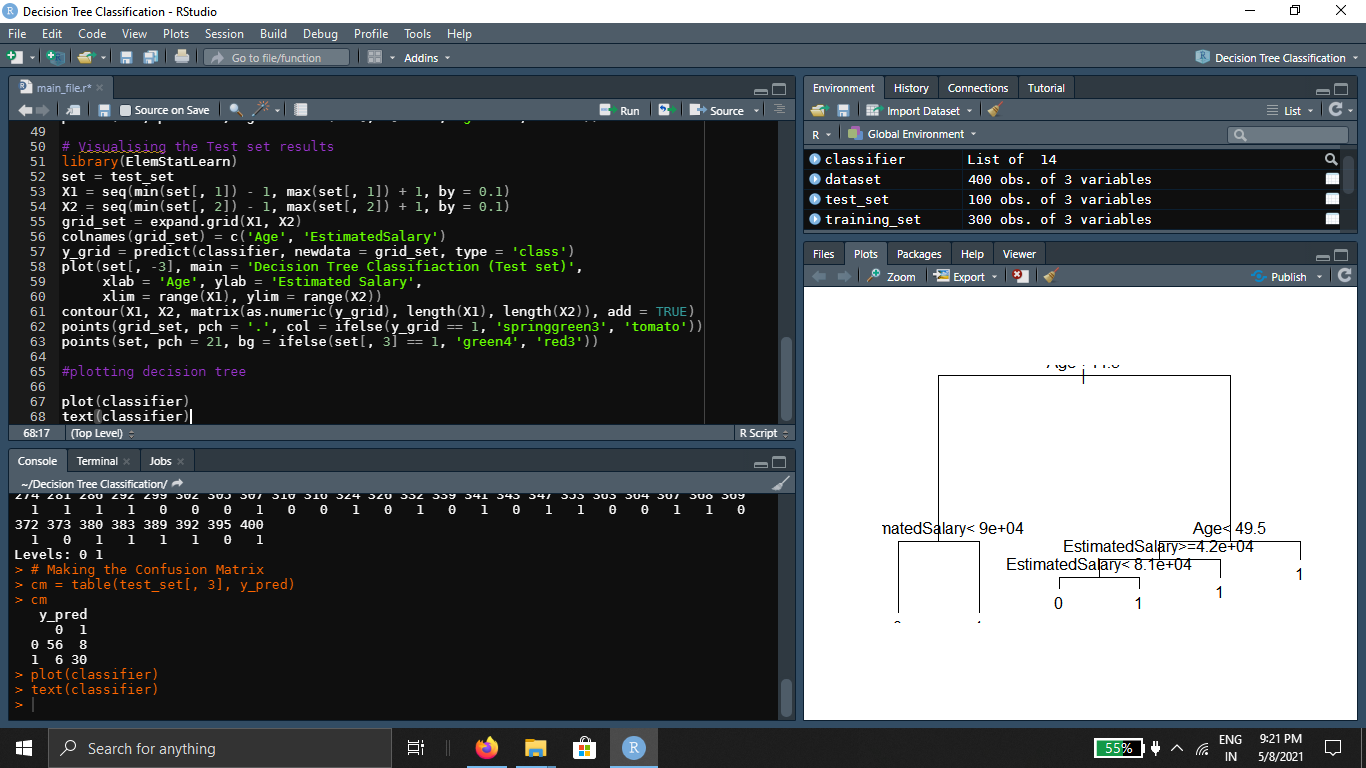 Decision Tree Classification - RStudio
File Edit Code View Plots Session Build Debug Profile Tools Help
Go to file/function Addins Decision Tree Classification
main_file.r*
Source on Save Run Source
49
50 # Visualising the Test set results
51 library(ElemStatLearn)
52 set = test_set
53 X1 = seq(min(set[, 1]) - 1, max(set[, 1]) + 1, by = 0.1)
54 X2 = seq(min(set[, 2]) - 1, max(set[, 2]) + 1, by = 0.1)
55 grid_set = expand.grid(X1, X2)
56 colnames(grid_set) = c('Age', 'EstimatedSalary')
57 y_grid = predict(classifier, newdata = grid_set, type = 'class')
58 plot(set[, -3], main = 'Decision Tree Classifiaction (Test set)',
59 xlab = 'Age', ylab = 'Estimated Salary',
60 xlim = range(X1), ylim = range(X2))
61 contour(X1, X2, matrix(as.numeric(y_grid), length(X1), length(X2)), add = TRUE)
62 points(grid_set, pch = '.', col = ifelse(y_grid == 1, 'springgreen3', 'tomato'))
63 points(set, pch = 21, bg = ifelse(set[, 3] == 1, 'green4', 'red3'))
64
65 #plotting decision tree
66
67 plot(classifier)
68 text(classifier)
68:17 (Top Level) R Script
Console Terminal Jobs
~/Decision Tree Classification/
274 281 286 292 299 302 305 307 310 316 324 326 332 339 341 343 347 353 363 364 367 368 369
1 1 1 1 0 0 0 1 0 0 1 0 1 0 1 0 1 1 0 0 1 1 0
372 373 380 383 389 392 395 400
1 0 1 1 1 1 0 1
Levels: 0 1
> # Making the Confusion Matrix
> cm = table(test_set[, 3], y_pred)
> cm
y_pred
0 1
0 56 8
1 6 30
> plot(classifier)
> text(classifier)
>
Environment History Connections Tutorial
Import Dataset List
R Global Environment
classifier List of 14
dataset 400 obs. of 3 variables
test_set 100 obs. of 3 variables
training_set 300 obs. of 3 variables
Files Plots Packages Help Viewer
Zoom Export Publish
matedSalary< 9e+04
Age< 49.5
EstimatedSalary>=4.2e+04
EstimatedSalary< 8.1e+04
1
1
0 1
Search for anything
R
55%
ENG
IN
9:21 PM
5/8/2021